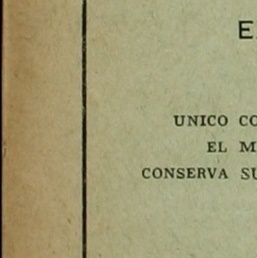 E
UNICO CO
EL M
CONSERVA SU